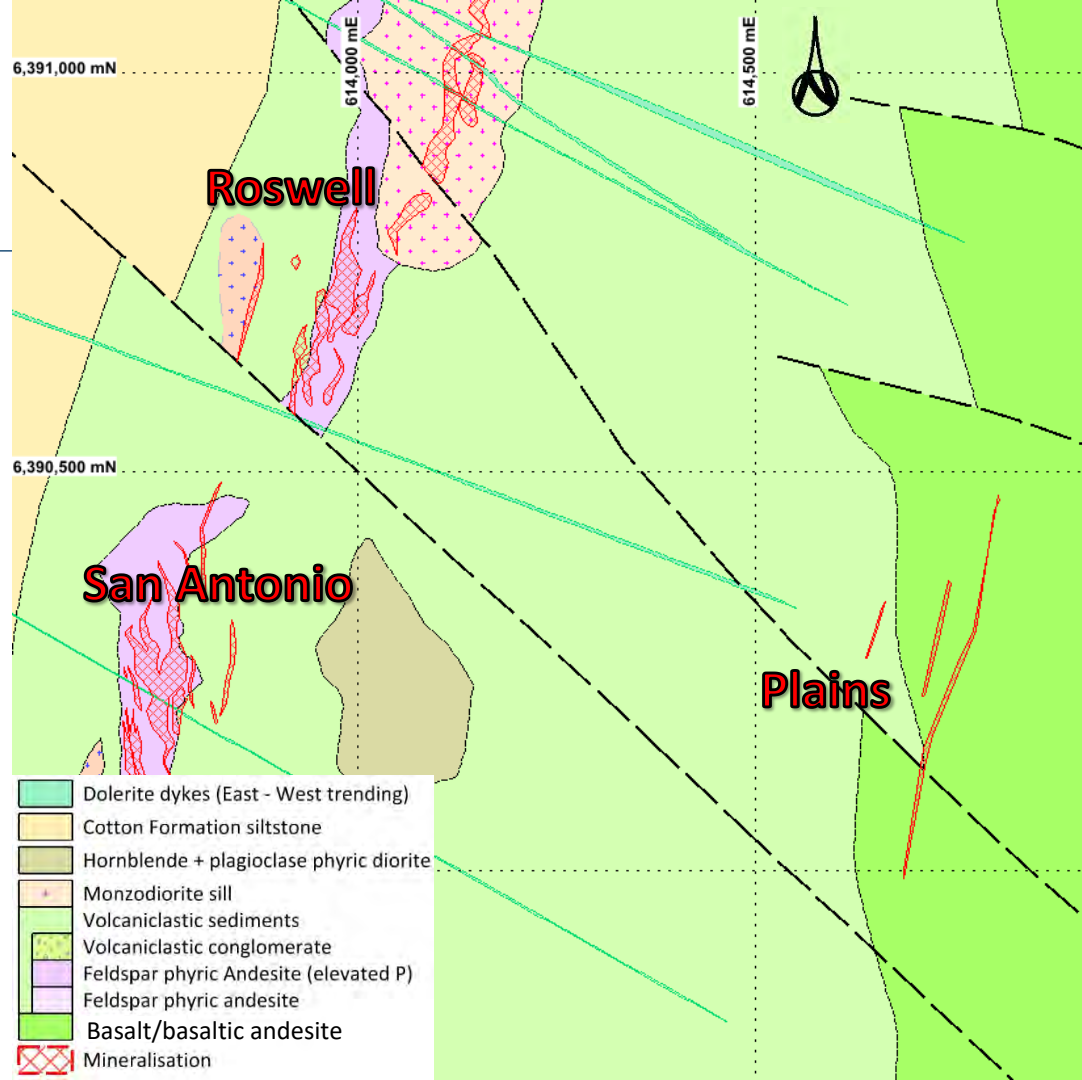 6,391,000 mN
614,000 mE
614,500 mE
N
Roswell
6,390,500 mN
San Antonio
Plains
Dolerite dykes (East - West trending)
Cotton Formation siltstone
Hornblende + plagioclase phyric diorite
Monzodiorite sill
Volcaniclastic sediments
Volcaniclastic conglomerate
Feldspar phyric Andesite (elevated P)
Feldspar phyric andesite
Basalt/basaltic andesite
Mineralisation